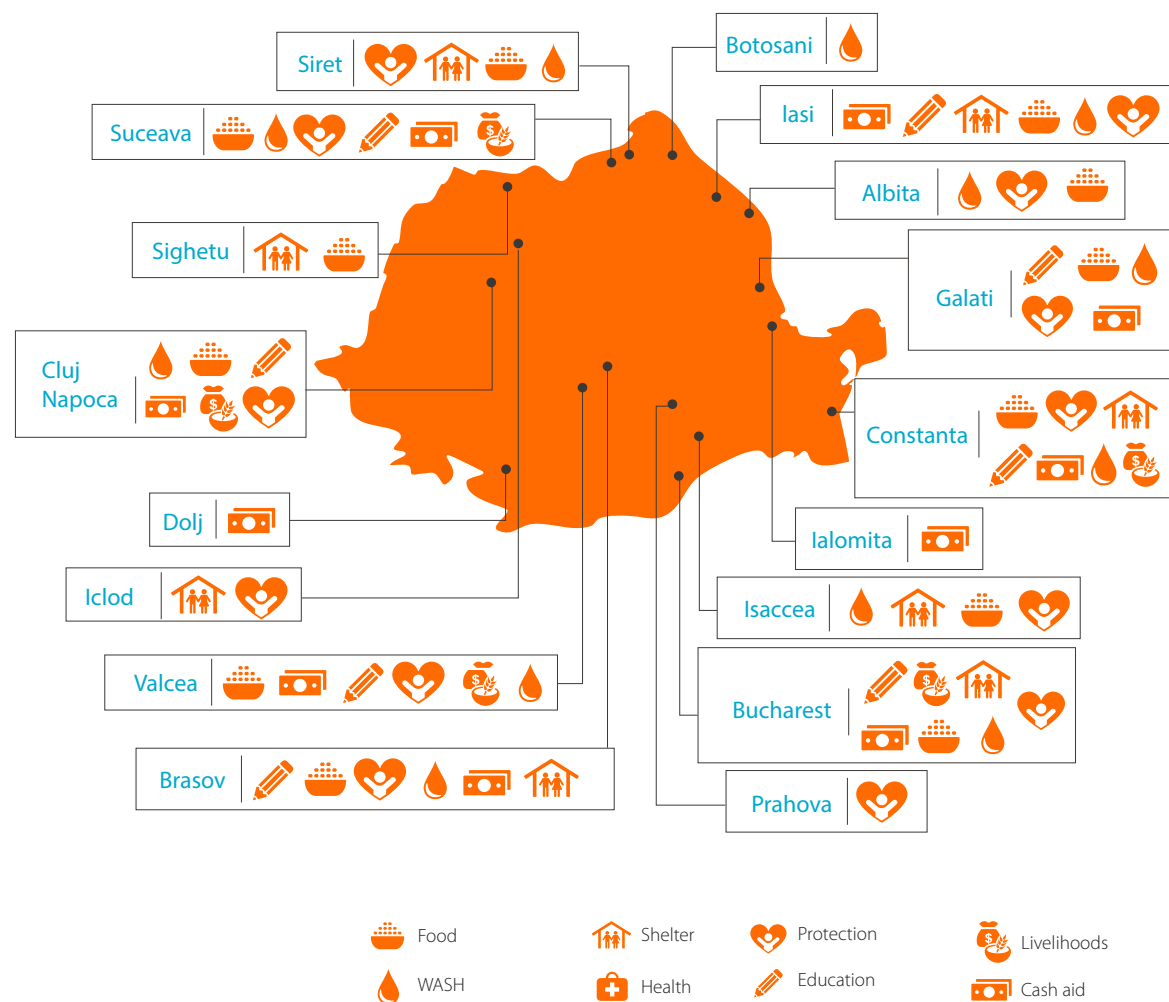 Siret
Botosani
Suceava
Iasi
Albita
Sighetu
Galati
Cluj
Napoca
Constanta
Dolj
Ialomita
Iclod
Isaccea
Valcea
Bucharest
Brasov
Prahova
Food
Shelter
Protection
Livelihoods
WASH
Health
Education
Cash aid